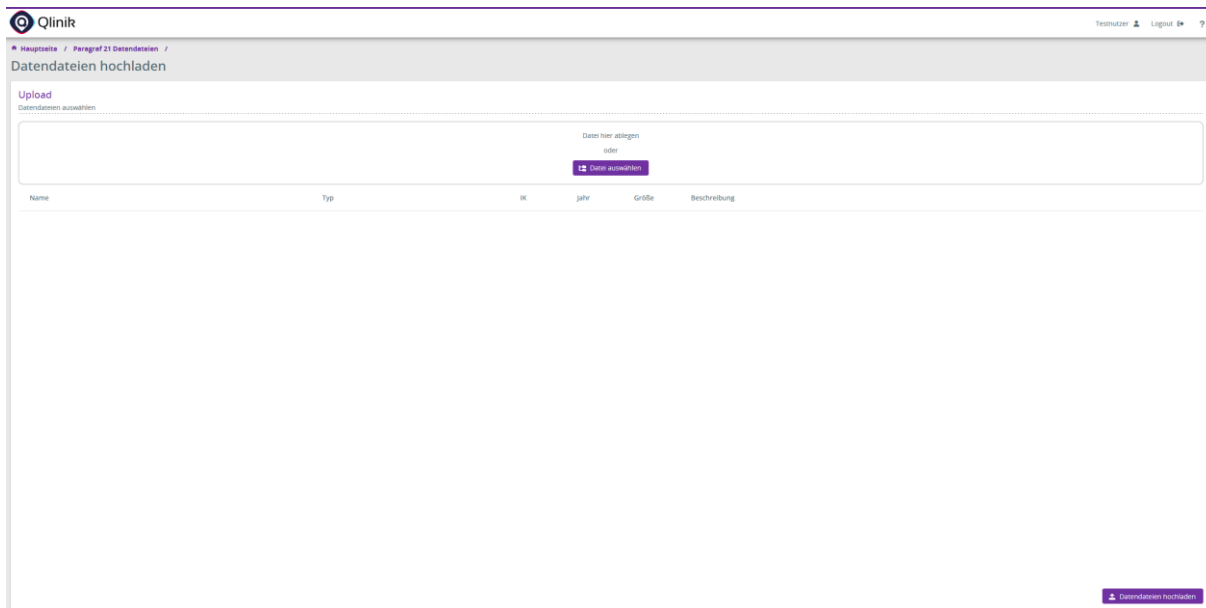 Qlinik
Testnutzer Logout ?
Hauptseite / Paragraf 21 Datendateien /
Datendateien hochladen
Upload
Datendateien auswählen
Datei hier ablegen
oder
Datei auswählen
Name Typ IK Jahr Größe Beschreibung
Datendateien hochladen